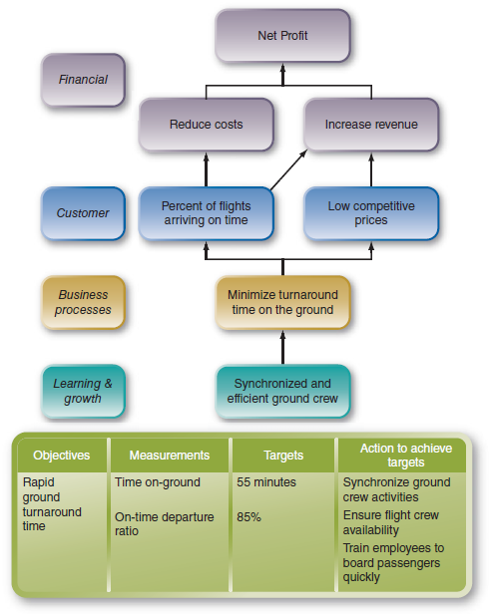 Net Profit
Financial
Reduce costs
Increase revenue
Customer
Percent of flights
arriving on time
Low competitive
prices
Business
processes
Minimize turnaround
time on the ground
Learning &
growth
Synchronized and
efficient ground crew
Objectives
Measurements
Targets
Action to achieve
targets
Rapid
ground
turnaround
time
Time on-ground
On-time departure
ratio
55 minutes
85%
Synchronize ground
crew activities
Ensure flight crew
availability
Train employees to
board passengers
quickly